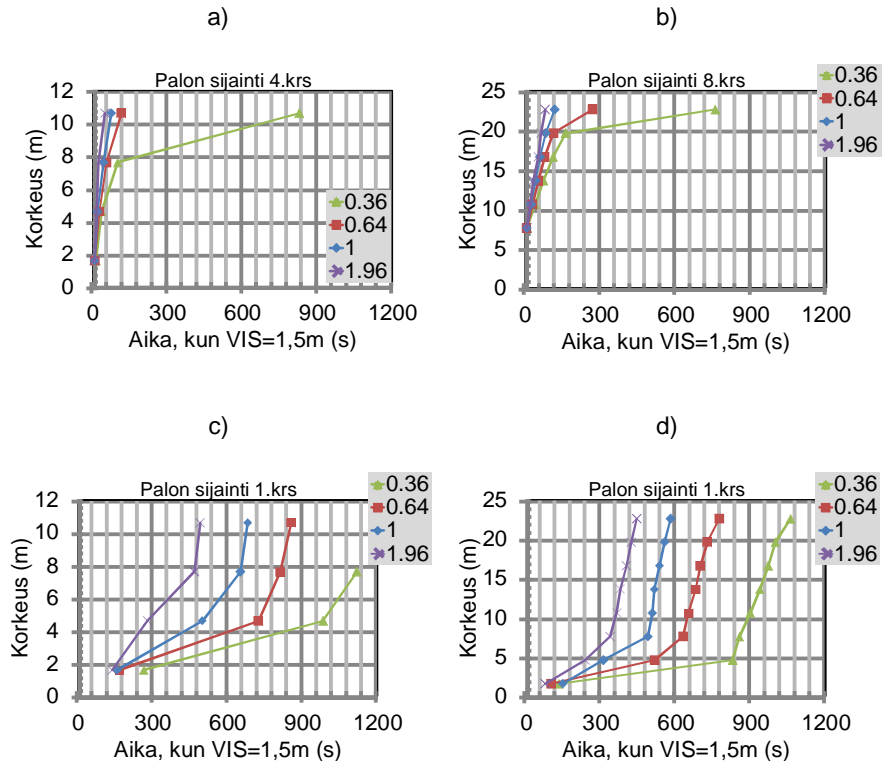 a)
Palon sijainti 4.krs
12
10
8
6
4
2
0
Korkeus (m)
0 300 600 900 1200
Aika, kun VIS=1,5m (s)
0.36
0.64
1
1.96
b)
Palon sijainti 8.krs
25
20
15
10
5
0
Korkeus (m)
0 300 600 900 1200
Aika, kun VIS=1,5m (s)
0.36
0.64
1
1.96
c)
Palon sijainti 1.krs
12
10
8
6
4
2
0
Korkeus (m)
0 300 600 900 1200
Aika, kun VIS=1,5m (s)
0.36
0.64
1
1.96
d)
Palon sijainti 1.krs
25
20
15
10
5
0
Korkeus (m)
0 300 600 900 1200
Aika, kun VIS=1,5m (s)
0.36
0.64
1
1.96